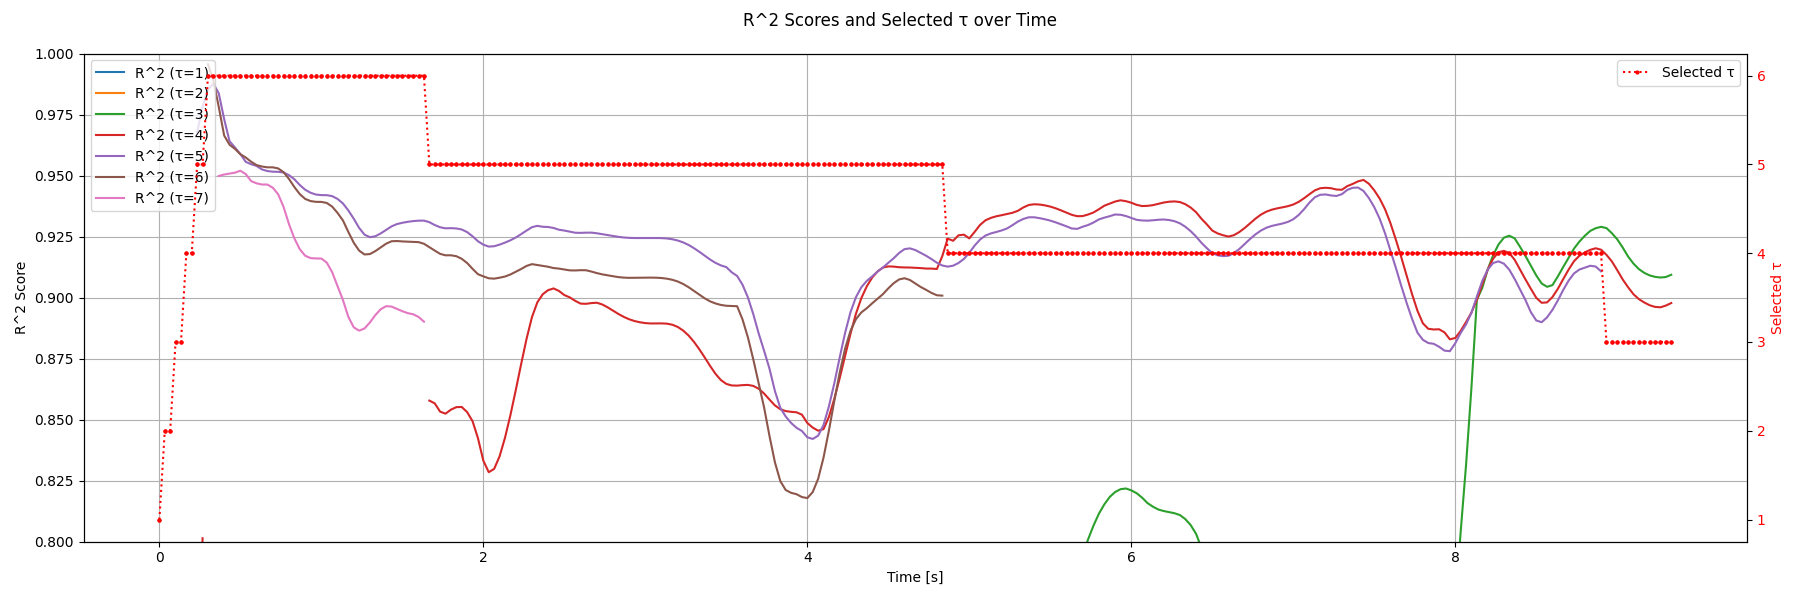 R^2 Scores and Selected τ over Time
1.000
0.975
0.950
0.925
0.900
0.875
0.850
0.825
0.800
R^2 Score
R^2 (τ=1)
R^2 (τ=2)
R^2 (τ=3)
R^2 (τ=4)
R^2 (τ=5)
R^2 (τ=6)
R^2 (τ=7)
Selected τ
6
5
4
3
2
1
Selected τ
0 2 4 6 8
Time [s]